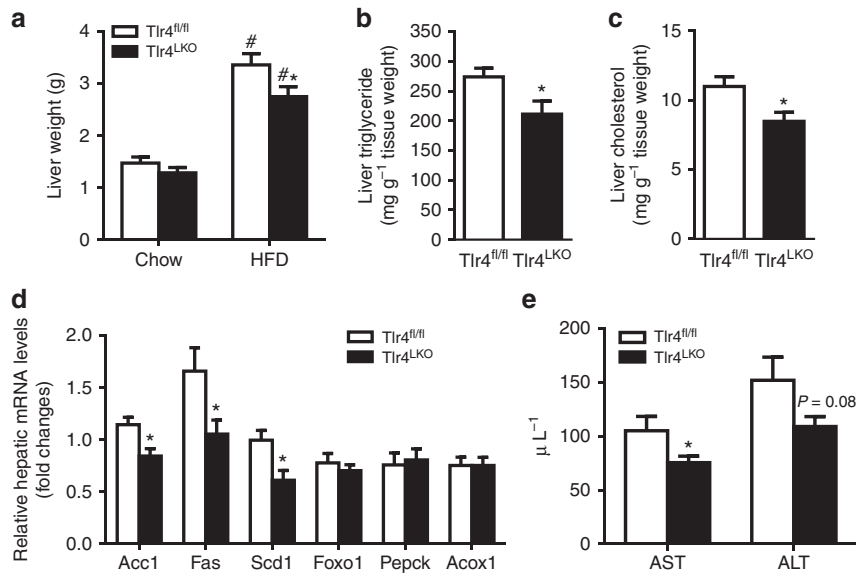 a
Tlr4fl/fl
Tlr4LKO
Liver weight (g)
4
3
2
1
0
#
#*
Chow HFD
b
Liver triglyceride
(mg g−1 tissue weight)
350
300
250
200
150
100
50
0
*
Tlr4fl/fl Tlr4LKO
c
Liver cholesterol
(mg g−1 tissue weight)
15
10
5
0
*
Tlr4fl/fl Tlr4LKO
d
Relative hepatic mRNA levels
(fold changes)
2.0
1.5
1.0
0.5
0.0
Tlr4fl/fl
Tlr4LKO
* * *
Acc1 Fas Scd1 Foxo1 Pepck Acox1
e
μ L−1
200
150
100
50
0
Tlr4fl/fl
Tlr4LKO
*
P = 0.08
AST ALT